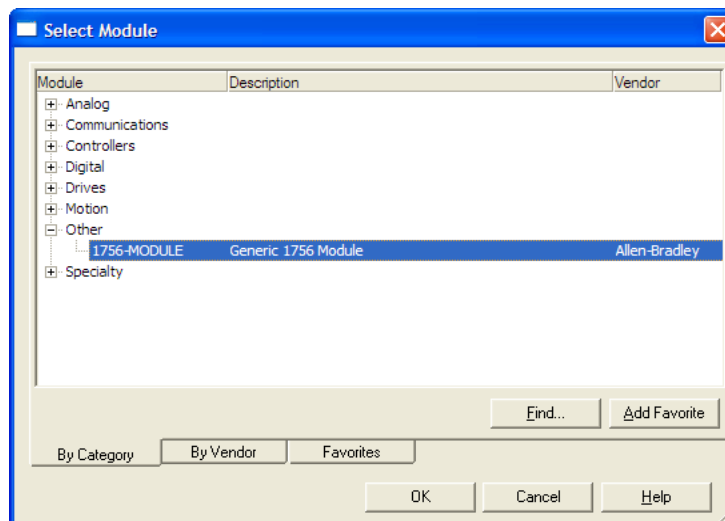 Select Module
Module Description Vendor
Analog
Communications
Controllers
Digital
Drives
Motion
Other
1756-MODULE Generic 1756 Module Allen-Bradley
Specialty
Find... Add Favorite
By Category By Vendor Favorites
OK Cancel Help